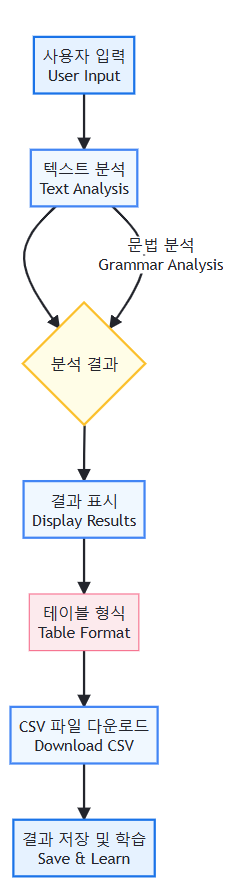 사용자 입력
User Input
텍스트 분석
Text Analysis
문법 분석
Grammar Analysis
분석 결과
결과 표시
Display Results
테이블 형식
Table Format
CSV 파일 다운로드
Download CSV
결과 저장 및 학습
Save & Learn